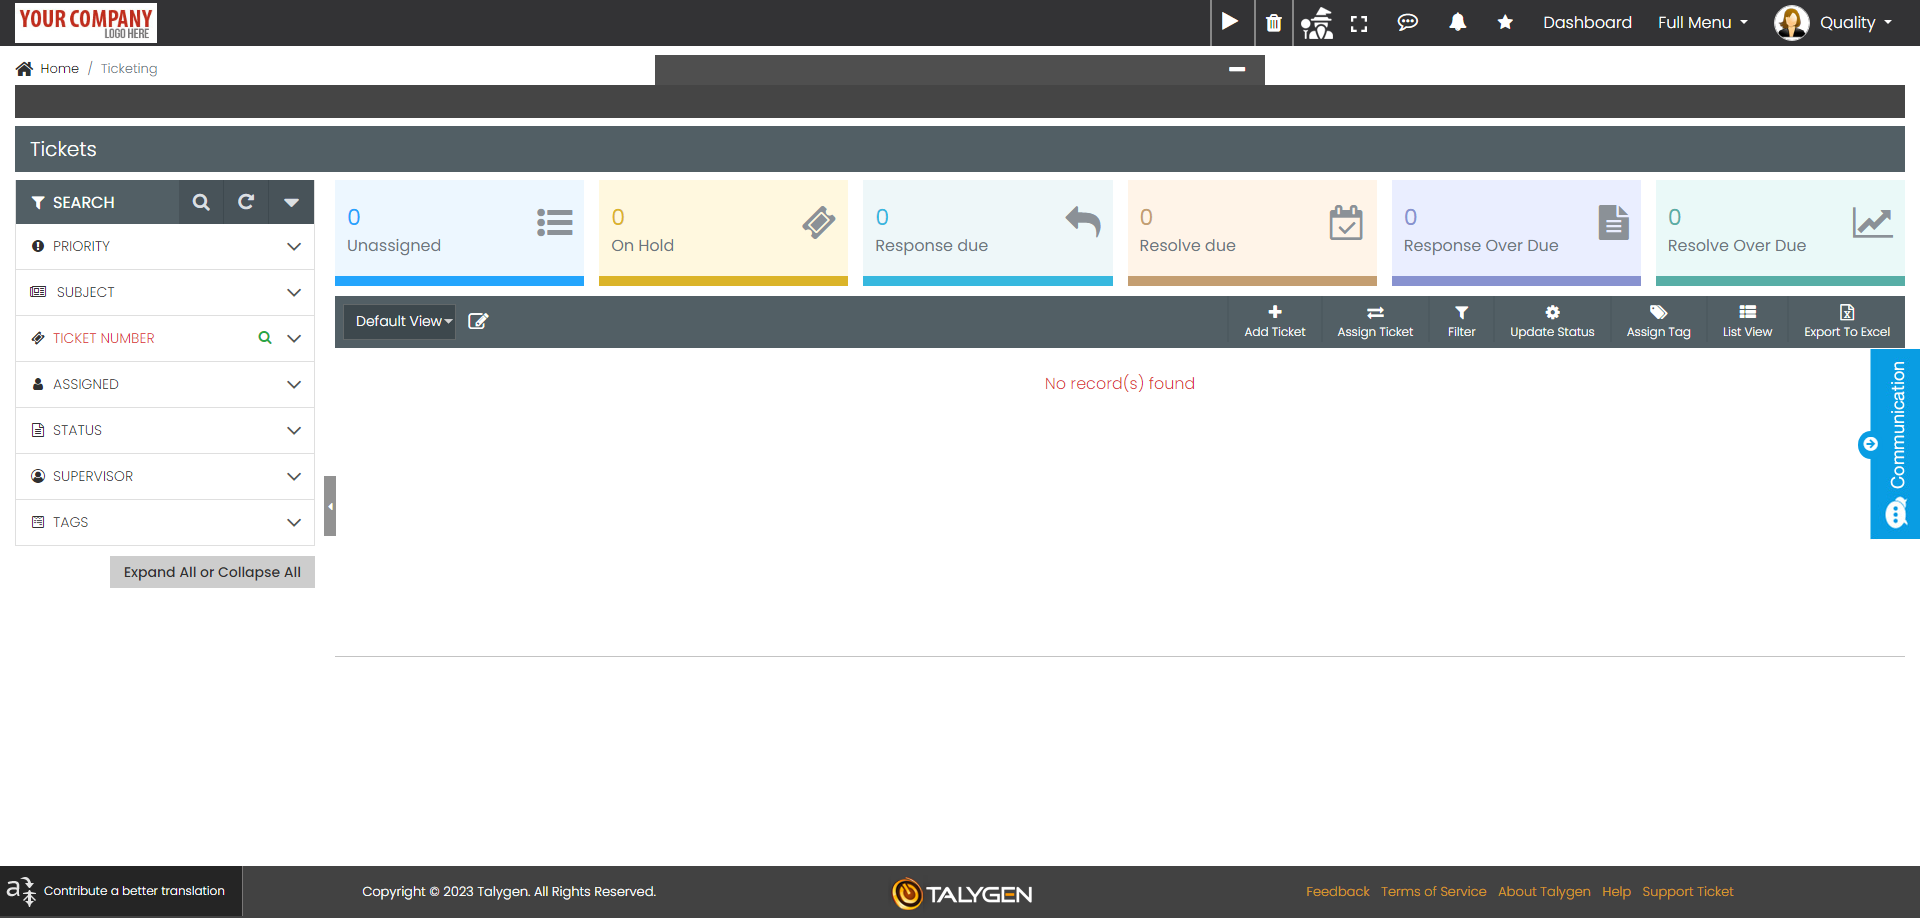 YOUR COMPANY
LOGO HERE
Dashboard
Full Menu
Quality
Home / Ticketing
Tickets
SEARCH
PRIORITY
SUBJECT
TICKET NUMBER
ASSIGNED
STATUS
SUPERVISOR
TAGS
Expand All or Collapse All
0
Unassigned
0
On Hold
0
Response due
0
Resolve due
0
Response Over Due
0
Resolve Over Due
Default View
Add Ticket
Assign Ticket
Filter
Update Status
Assign Tag
List View
Export To Excel
No record(s) found
Communication
Contribute a better translation
Copyright © 2023 Talygen. All Rights Reserved.
TALYGEN
Feedback
Terms of Service
About Talygen
Help
Support Ticket